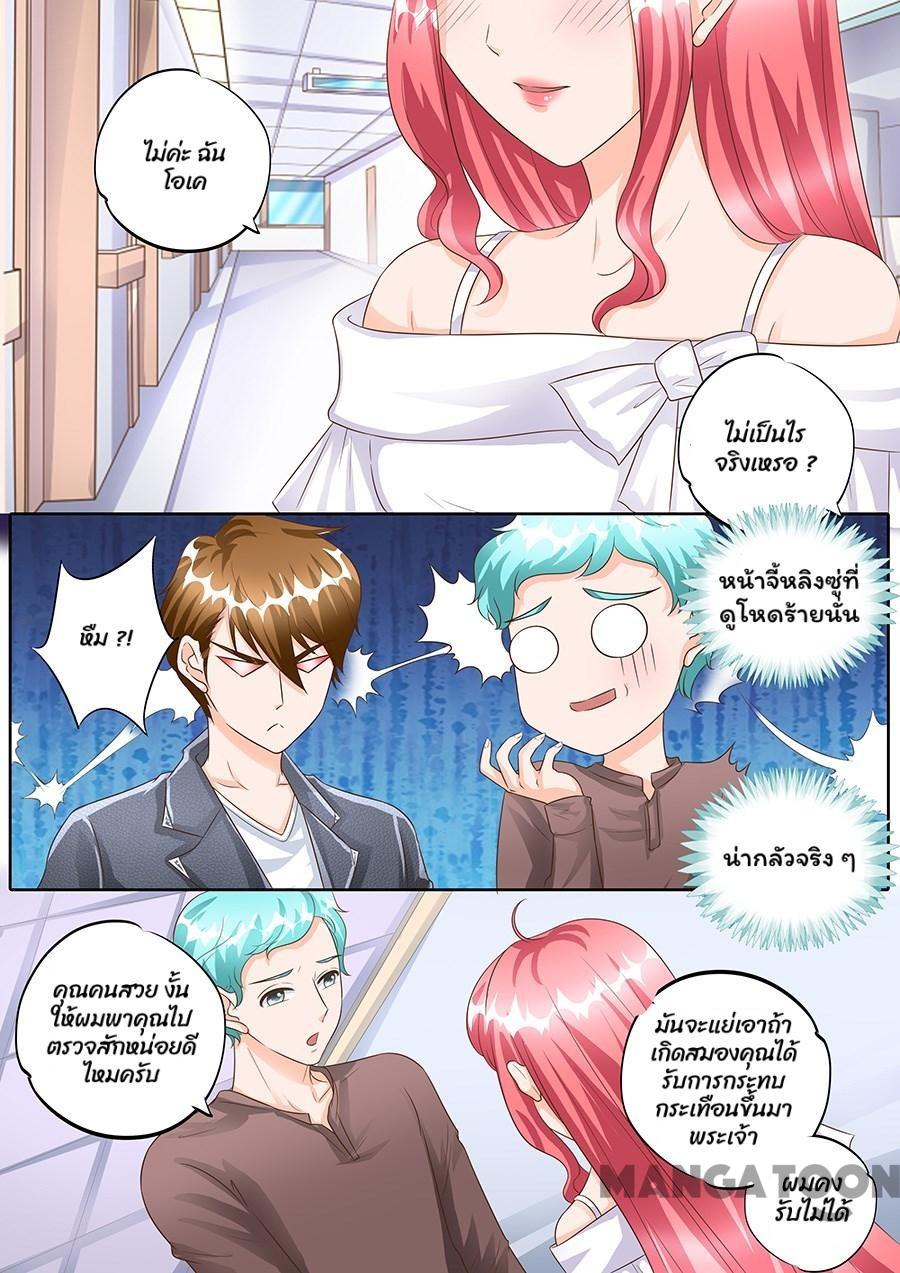 ไม่ค่ะ ฉัน
โอเค
ไม่เป็นไร
จริงเหรอ ?
หืม ?!
หน้าจี้หลิงซู่ที่
ดูโหดร้ายนั่น
น่ากลัวจริง ๆ
คุณคนสวย งั้น
ให้ผมพาคุณไป
ตรวจสักหน่อยดี
ไหมครับ
มันจะแย่เอาถ้า
เกิดสมองคุณได้
รับการกระทบ
กระเทือนขึ้นมา
พระเจ้า
ผมคง
รับไม่ได้
MANGA TOON